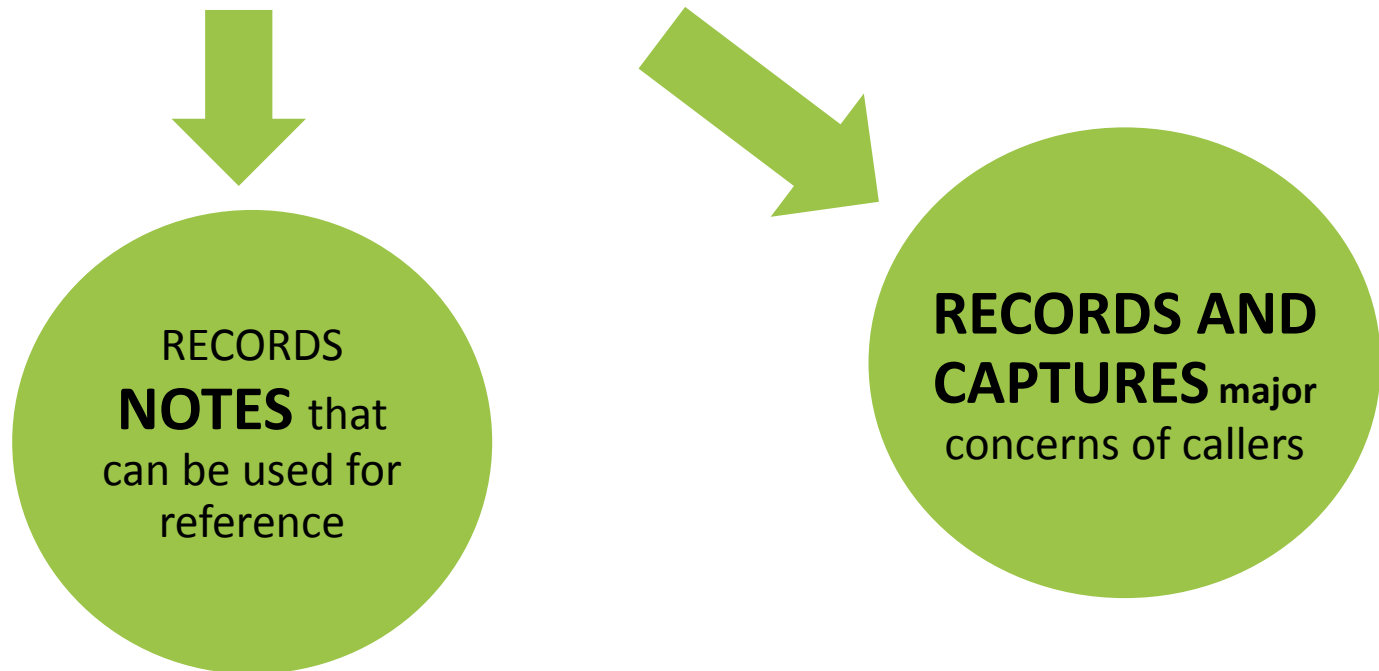 RECORDS
NOTES that
can be used for
reference
RECORDS AND
CAPTURES major
concerns of callers